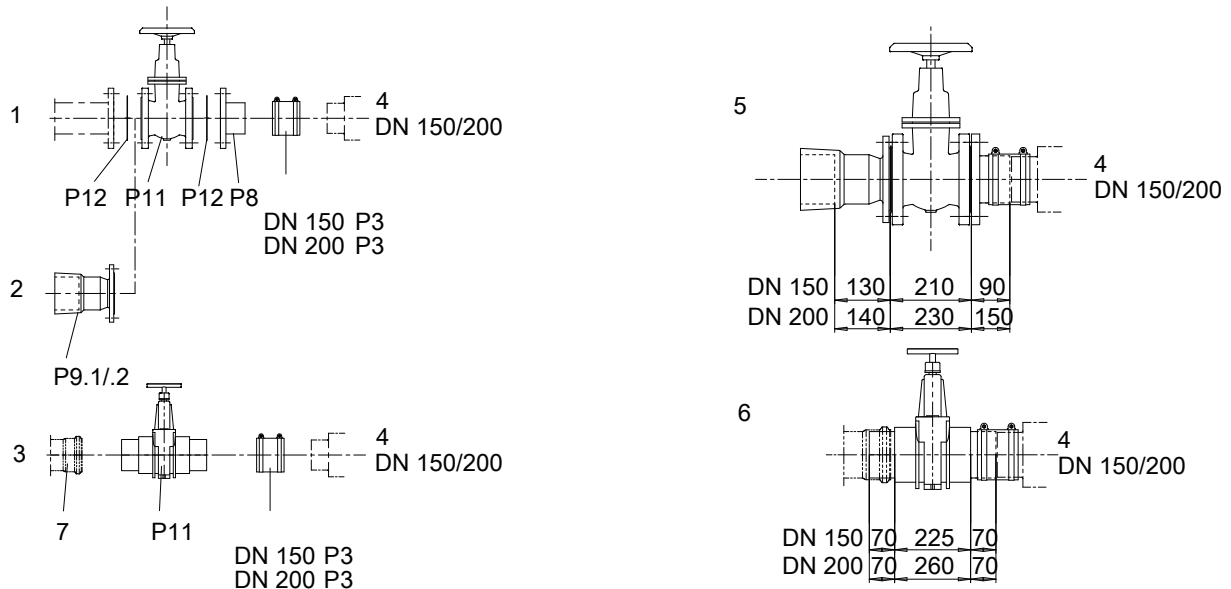 1
4
DN 150/200
P12 P11 P12 P8
DN 150 P3
DN 200 P3
2
P9.1/.2
3
4
DN 150/200
7
P11
DN 150 P3
DN 200 P3
5
4
DN 150/200
DN 150 130 210 90
DN 200 140 230 150
6
4
DN 150/200
DN 150 70 225 70
DN 200 70 260 70